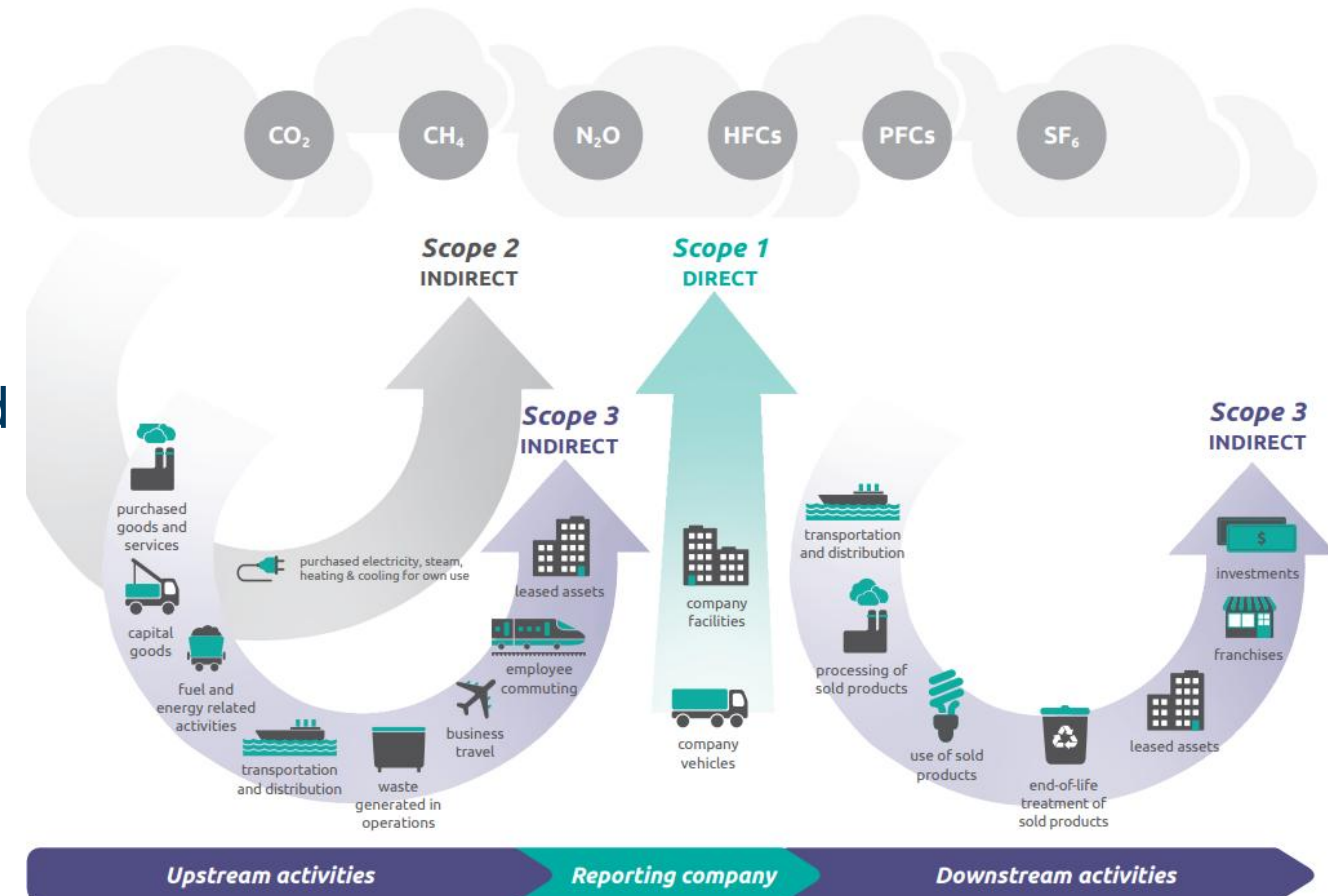 CO₂
CH₄
N₂O
HFCs
PFCs
SF₆
Scope 2
INDIRECT
Scope 1
DIRECT
Scope 3
INDIRECT
Scope 3
INDIRECT
purchased
goods and
services
capital
goods
fuel and
energy related
activities
transportation
and distribution
waste
generated in
operations
business
travel
employee
commuting
leased assets
purchased electricity, steam,
heating & cooling for own use
company
facilities
company
vehicles
transportation
and distribution
processing of
sold products
use of sold
products
end-of-life
treatment of
sold products
leased assets
franchises
$
investments
Upstream activities
Reporting company
Downstream activities